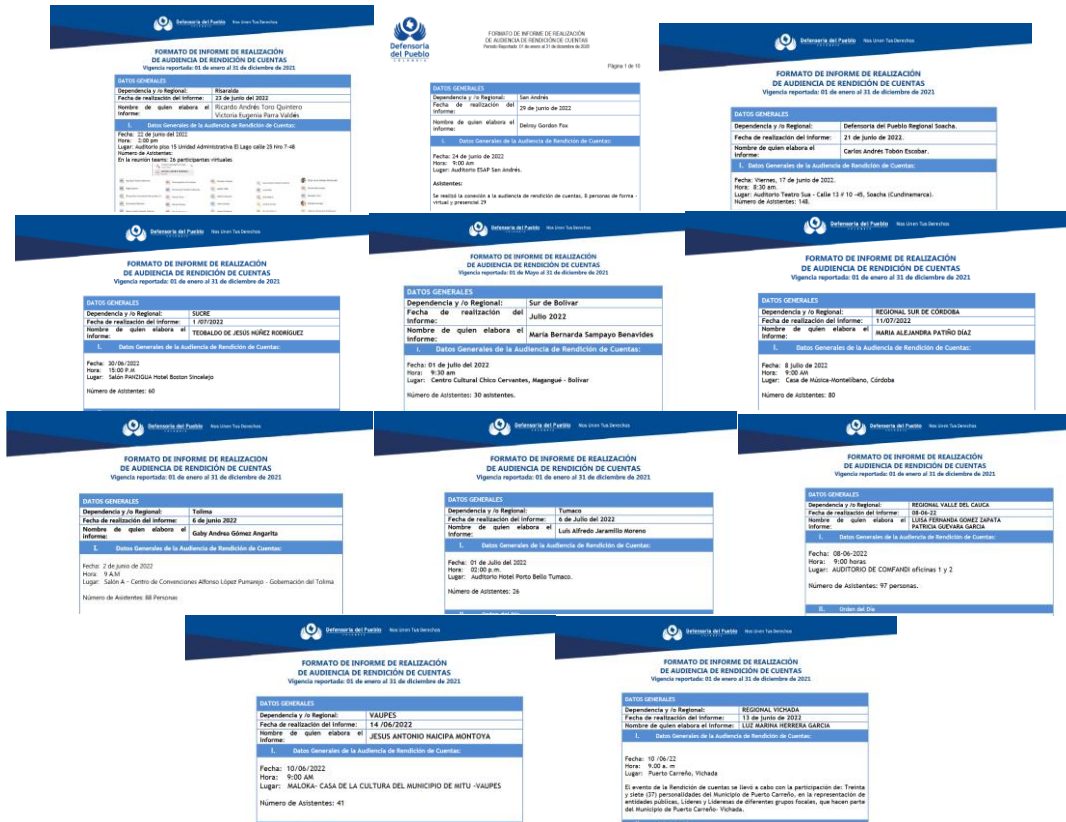 Defensoría del Pueblo Nos Unen Tus Derechos
FORMATO DE INFORME DE REALIZACIÓN
DE AUDIENCIA DE RENDICIÓN DE CUENTAS
Vigencia reportada: 01 de enero al 31 de diciembre de 2021
DATOS GENERALES
Dependencia y /o Regional: Risaralda
Fecha de realización del informe: 23 de junio del 2022
Nombre de quien elabora el informe: Ricardo Andrés Toro Quintero
Victoria Eugenia Parra Valdés
I. Datos Generales de la Audiencia de Rendición de Cuentas:
Fecha: 22 de junio del 2022
Hora: 2:00 pm
Lugar: Auditorio piso 15 Unidad Administrativa El Lago calle 25 Nro 7-48
Número de Asistentes:
En la reunión teams: 26 participantes virtuales
Defensoría
del Pueblo
COLOMBIA
FORMATO DE INFORME DE REALIZACIÓN
DE AUDIENCIA DE RENDICIÓN DE CUENTAS
Periodo Reportado: 01 de enero al 31 de diciembre de 2020
Página 1 de 10
DATOS GENERALES
Dependencia y /o Regional: San Andrés
Fecha de realización del informe: 29 de junio de 2022
Nombre de quien elabora el informe: Delroy Gordon Fox
I. Datos Generales de la Audiencia de Rendición de Cuentas:
Fecha: 24 de junio de 2022
Hora: 9:00 AM
Lugar: Auditorio ESAP San Andrés.
Asistentes:
Se realizó la conexión a la audiencia de rendición de cuentas, 8 personas de forma -
virtual y presencial 29
Defensoría del Pueblo Nos Unen Tus Derechos
FORMATO DE INFORME DE REALIZACIÓN
DE AUDIENCIA DE RENDICIÓN DE CUENTAS
Vigencia reportada: 01 de enero al 31 de diciembre de 2021
DATOS GENERALES
Dependencia y /o Regional: Defensoría del Pueblo Regional Soacha.
Fecha de realización del informe: 21 de junio de 2022.
Nombre de quien elabora el informe: Carlos Andrés Tobón Escobar.
I. Datos Generales de la Audiencia de Rendición de Cuentas:
Fecha: Viernes, 17 de junio de 2022.
Hora: 8:30 am.
Lugar: Auditorio Teatro Sua - Calle 13 # 10 -45, Soacha (Cundinamarca).
Número de Asistentes: 148.
Defensoría del Pueblo Nos Unen Tus Derechos
FORMATO DE INFORME DE REALIZACIÓN
DE AUDIENCIA DE RENDICIÓN DE CUENTAS
Vigencia reportada: 01 de enero al 31 de diciembre de 2021
DATOS GENERALES
Dependencia y /o Regional: SUCRE
Fecha de realización del informe: 1 /07/2022
Nombre de quien elabora el informe: TEOBALDO DE JESÚS NÚÑEZ RODRÍGUEZ
I. Datos Generales de la Audiencia de Rendición de Cuentas:
Fecha: 30/06/2022
Hora: 15:00 P.M
Lugar: Salón PANZIGUA Hotel Boston Sincelejo
Número de Asistentes: 60
Defensoría del Pueblo Nos Unen Tus Derechos
FORMATO DE INFORME DE REALIZACIÓN
DE AUDIENCIA DE RENDICIÓN DE CUENTAS
Vigencia reportada: 01 de Mayo al 31 de diciembre de 2021
DATOS GENERALES
Dependencia y /o Regional: Sur de Bolívar
Fecha de realización del informe: Julio 2022
Nombre de quien elabora el informe: María Bernarda Sampayo Benavides
I. Datos Generales de la Audiencia de Rendición de Cuentas:
Fecha: 01 de julio del 2022
Hora: 9:30 am
Lugar: Centro Cultural Chico Cervantes, Magangué - Bolívar
Número de Asistentes: 30 asistentes.
Defensoría del Pueblo Nos Unen Tus Derechos
FORMATO DE INFORME DE REALIZACIÓN
DE AUDIENCIA DE RENDICIÓN DE CUENTAS
Vigencia reportada: 01 de enero al 31 de diciembre de 2021
DATOS GENERALES
Dependencia y /o Regional: REGIONAL SUR DE CÓRDOBA
Fecha de realización del informe: 11/07/2022
Nombre de quien elabora el informe: MARIA ALEJANDRA PATIÑO DÍAZ
I. Datos Generales de la Audiencia de Rendición de Cuentas:
Fecha: 8 julio de 2022
Hora: 9:00 AM
Lugar: Casa de Música-Montelíbano, Córdoba
Número de Asistentes: 80
Defensoría del Pueblo Nos Unen Tus Derechos
FORMATO DE INFORME DE REALIZACIÓN
DE AUDIENCIA DE RENDICIÓN DE CUENTAS
Vigencia reportada: 01 de enero al 31 de diciembre de 2021
DATOS GENERALES
Dependencia y /o Regional: Tolima
Fecha de realización del informe: 6 de junio 2022
Nombre de quien elabora el informe: Gaby Andrea Gómez Angarita
I. Datos Generales de la Audiencia de Rendición de Cuentas:
Fecha: 2 de junio de 2022
Hora: 9 A.M
Lugar: Salón A – Centro de Convenciones Alfonso López Pumarejo - Gobernación del Tolima
Número de Asistentes: 88 Personas
Defensoría del Pueblo Nos Unen Tus Derechos
FORMATO DE INFORME DE REALIZACIÓN
DE AUDIENCIA DE RENDICIÓN DE CUENTAS
Vigencia reportada: 01 de enero al 31 de diciembre de 2021
DATOS GENERALES
Dependencia y /o Regional: Tumaco
Fecha de realización del informe: 6 de Julio del 2022
Nombre de quien elabora el informe: Luis Alfredo Jaramillo Moreno
I. Datos Generales de la Audiencia de Rendición de Cuentas:
Fecha: 01 de Julio del 2022
Hora: 02:00 p.m.
Lugar: Auditorio Hotel Porto Bello Tumaco.
Número de Asistentes: 26
Defensoría del Pueblo Nos Unen Tus Derechos
FORMATO DE INFORME DE REALIZACIÓN
DE AUDIENCIA DE RENDICIÓN DE CUENTAS
Vigencia reportada: 01 de enero al 31 de diciembre de 2021
DATOS GENERALES
Dependencia y /o Regional: REGIONAL VALLE DEL CAUCA
Fecha de realización del informe: 08-06-22
Nombre de quien elabora el informe: LUISA FERNANDA GOMEZ ZAPATA
PATRICIA GUEVARA GARCIA
I. Datos Generales de la Audiencia de Rendición de Cuentas:
Fecha: 08-06-2022
Hora: 9:00 horas
Lugar: AUDITORIO DE COMFANDI oficinas 1 y 2
Número de Asistentes: 97 personas.
II. Orden del Día
Defensoría del Pueblo Nos Unen Tus Derechos
FORMATO DE INFORME DE REALIZACIÓN
DE AUDIENCIA DE RENDICIÓN DE CUENTAS
Vigencia reportada: 01 de enero al 31 de diciembre de 2021
DATOS GENERALES
Dependencia y /o Regional: VAUPES
Fecha de realización del informe: 14 /06/2022
Nombre de quien elabora el informe: JESUS ANTONIO NAICIPA MONTOYA
I. Datos Generales de la Audiencia de Rendición de Cuentas:
Fecha: 10/06/2022
Hora: 9:00 AM
Lugar: MALOKA- CASA DE LA CULTURA DEL MUNICIPIO DE MITU -VAUPES
Número de Asistentes: 41
Defensoría del Pueblo Nos Unen Tus Derechos
FORMATO DE INFORME DE REALIZACIÓN
DE AUDIENCIA DE RENDICIÓN DE CUENTAS
Vigencia reportada: 01 de enero al 31 de diciembre de 2021
DATOS GENERALES
Dependencia y /o Regional: REGIONAL VICHADA
Fecha de realización del informe: 13 de junio de 2022
Nombre de quien elabora el informe: LUZ MARINA HERRERA GARCIA
I. Datos Generales de la Audiencia de Rendición de Cuentas:
Fecha: 10 /06/22
Hora: 9:00 a. m
Lugar: Puerto Carreño, Vichada
El evento de la Rendición de cuentas se llevó a cabo con la participación de: Treinta
y siete (37) personalidades del Municipio de Puerto Carreño, en la representación de
entidades públicas, Líderes y Lideresas de diferentes grupos focales, que hacen parte
del Municipio de Puerto Carreño- Vichada.